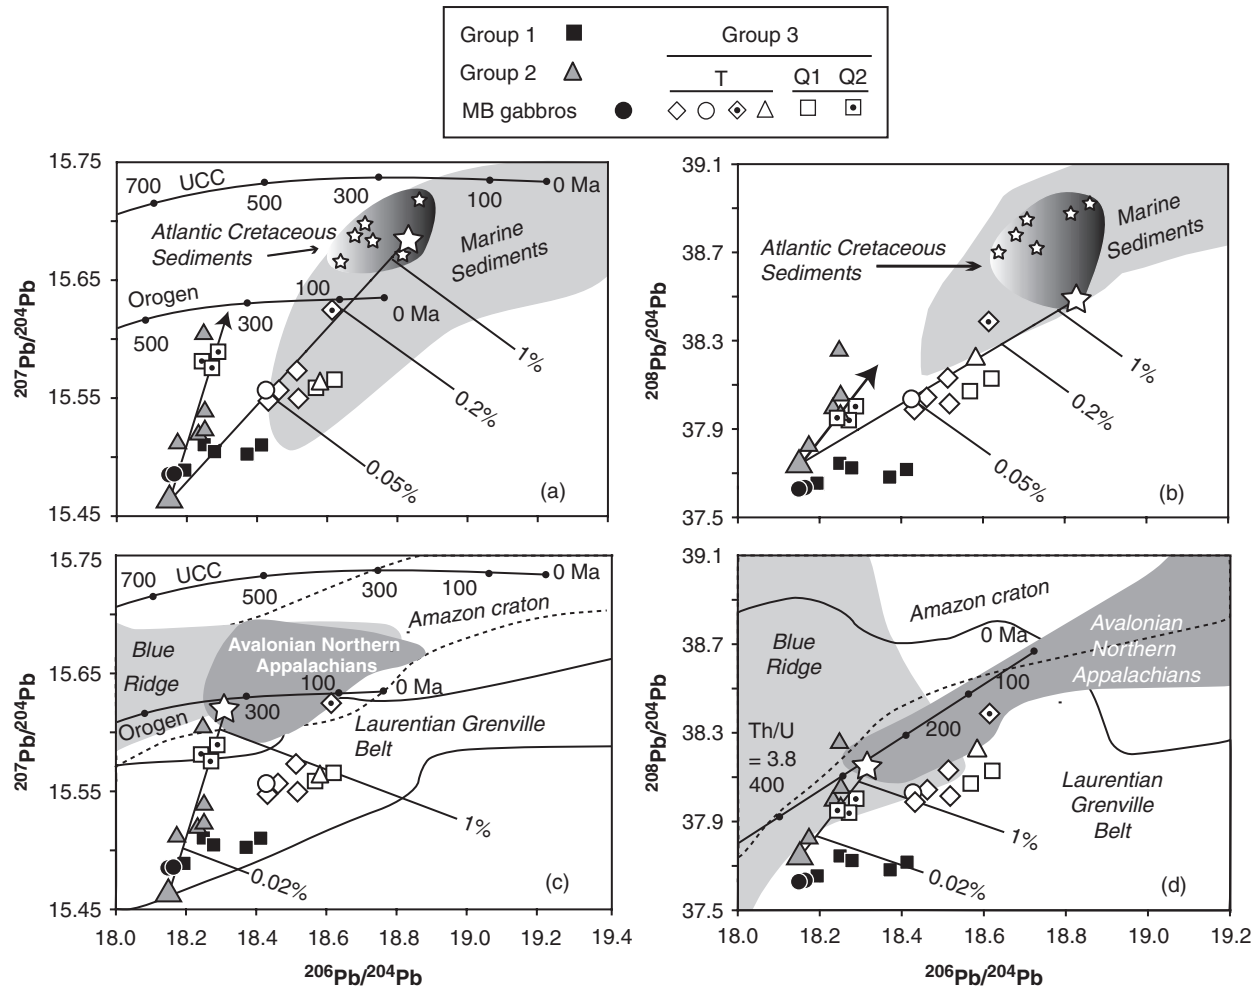 Group 1
Group 3
Group 2
T
Q1
Q2
MB gabbros
15.75
15.65
15.55
15.45
²⁰⁷Pb/²⁰⁴Pb
700
UCC
500
300
100
0 Ma
Atlantic Cretaceous
Sediments
Marine
Sediments
Orogen
500
300
100
0 Ma
1%
0.2%
0.05%
(a)
39.1
38.7
38.3
37.9
37.5
²⁰⁸Pb/²⁰⁴Pb
Atlantic Cretaceous
Sediments
Marine
Sediments
1%
0.2%
0.05%
(b)
15.75
15.65
15.55
15.45
²⁰⁷Pb/²⁰⁴Pb
700
UCC
500
300
100
0 Ma
Amazon craton
Blue
Ridge
Avalonian Northern
Appalachians
Orogen
300
100
0 Ma
Laurentian Grenville
Belt
1%
0.02%
(c)
18.0
18.2
18.4
18.6
18.8
19.0
19.2
19.4
²⁰⁶Pb/²⁰⁴Pb
39.1
38.7
38.3
37.9
37.5
²⁰⁸Pb/²⁰⁴Pb
Amazon craton
Blue
Ridge
0 Ma
Avalonian
Northern
Appalachians
100
200
Th/U
= 3.8
400
Laurentian
Grenville
Belt
1%
0.02%
(d)
18.0
18.2
18.4
18.6
18.8
19.0
19.2
²⁰⁶Pb/²⁰⁴Pb